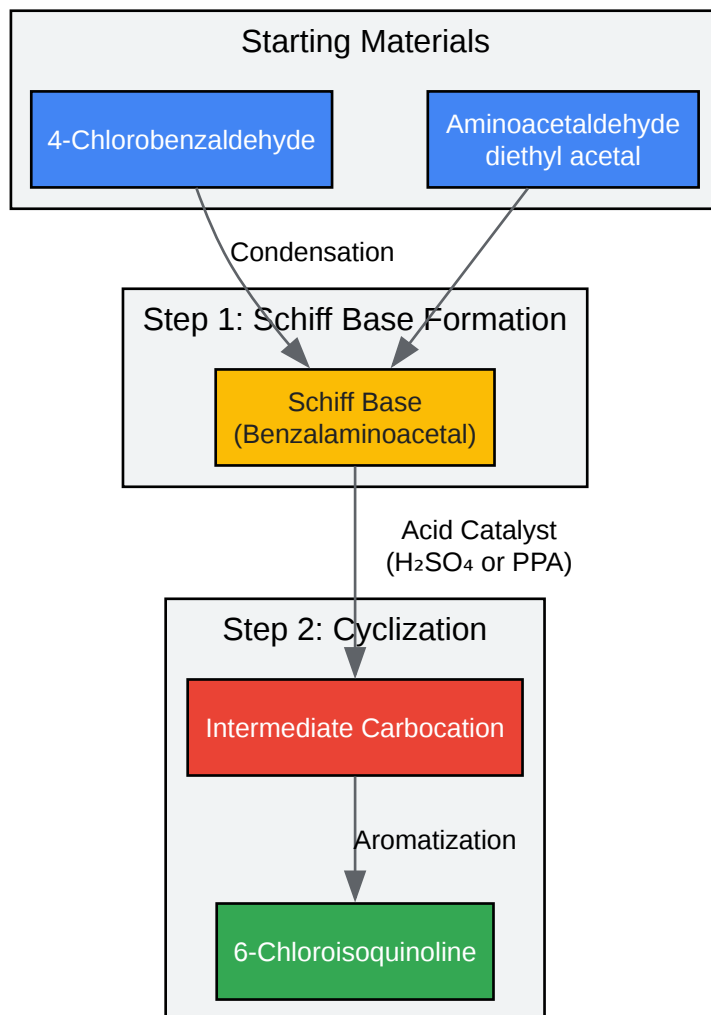 Starting Materials
4-Chlorobenzaldehyde
Aminoacetaldehyde
diethyl acetal
Condensation
Step 1: Schiff Base Formation
Schiff Base
(Benzalaminoacetal)
Acid Catalyst
(H₂SO₄ or PPA)
Step 2: Cyclization
Intermediate Carbocation
Aromatization
6-Chloroisoquinoline